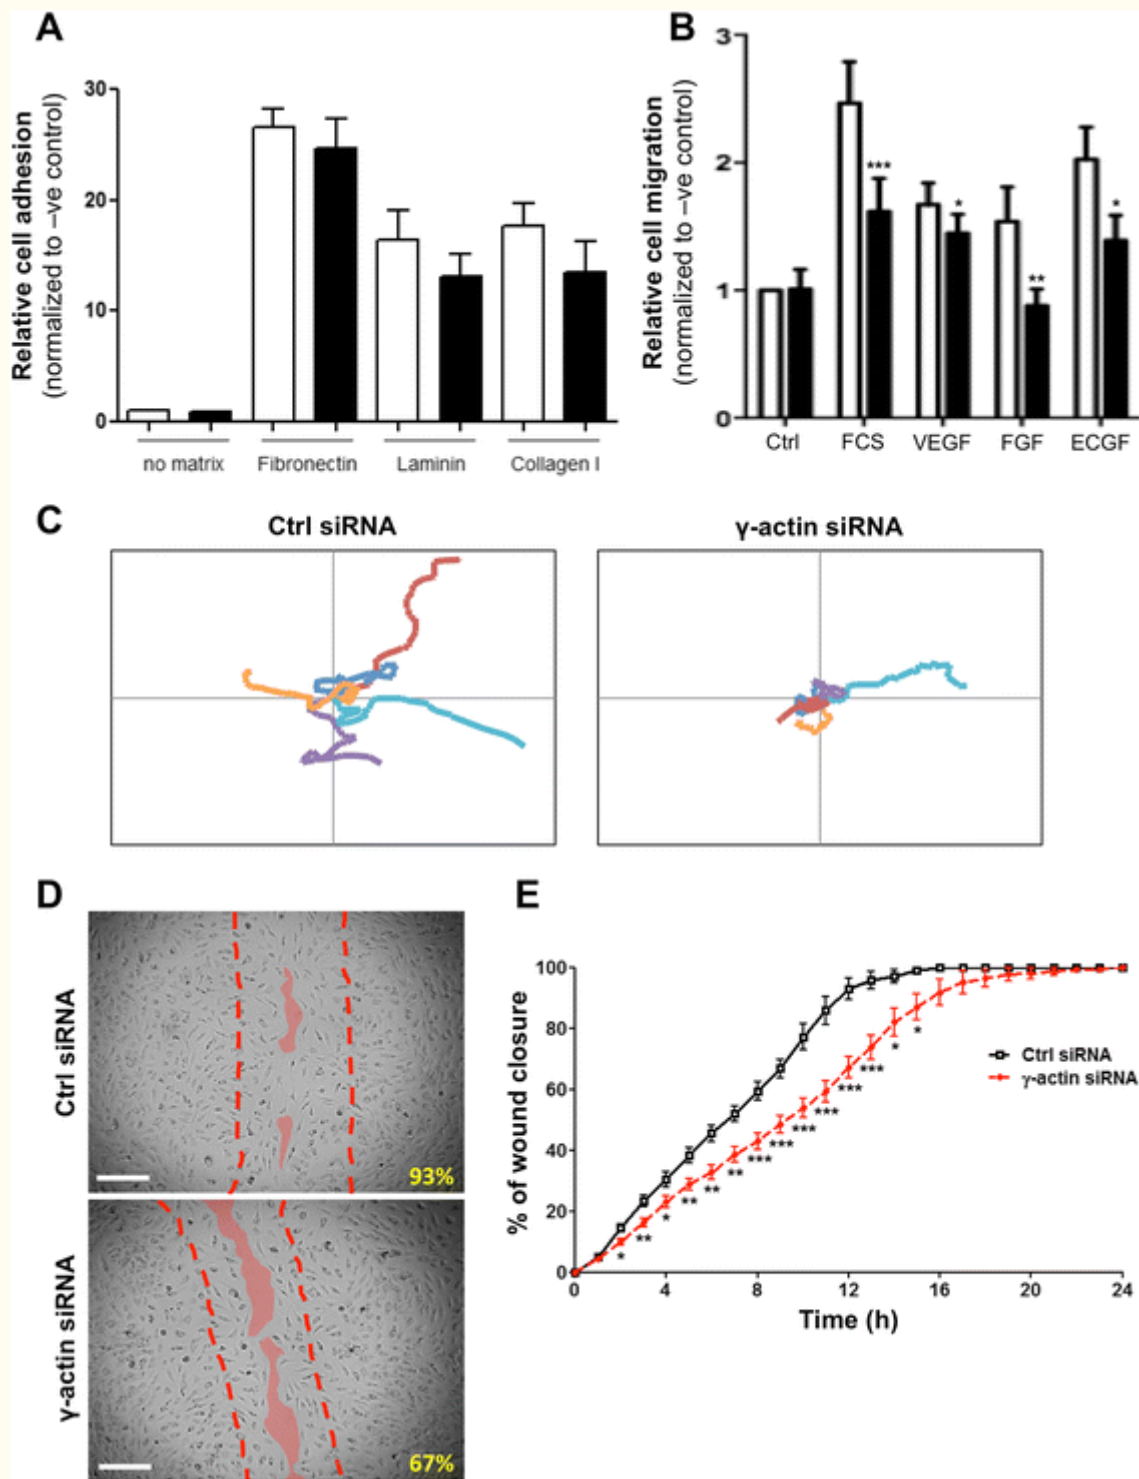 A
Relative cell adhesion
(normalized to –ve control)
30
20
10
0
no matrix
Fibronectin
Laminin
Collagen I
B
Relative cell migration
(normalized to –ve control)
3
2
1
0
***
*
**
*
Ctrl
FCS
VEGF
FGF
ECGF
C
Ctrl siRNA
γ-actin siRNA
D
Ctrl siRNA
93%
γ-actin siRNA
67%
E
% of wound closure
100
80
60
40
20
0
Ctrl siRNA
γ-actin siRNA
*
**
*
**
**
**
***
***
***
***
***
***
*
*
0
4
8
12
16
20
24
Time (h)